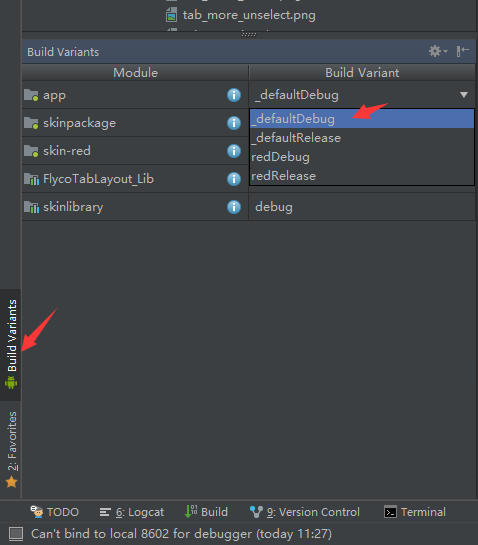 tab_more_unselect.png
Build Variants
Module Build Variant
app _defaultDebug
skinpackage _defaultDebug
_defaultRelease
skin-red redDebug
FlycoTabLayout_Lib redRelease
skinlibrary debug
Build Variants
2: Favorites
TODO 6: Logcat Build 9: Version Control Terminal
Can't bind to local 8602 for debugger (today 11:27)